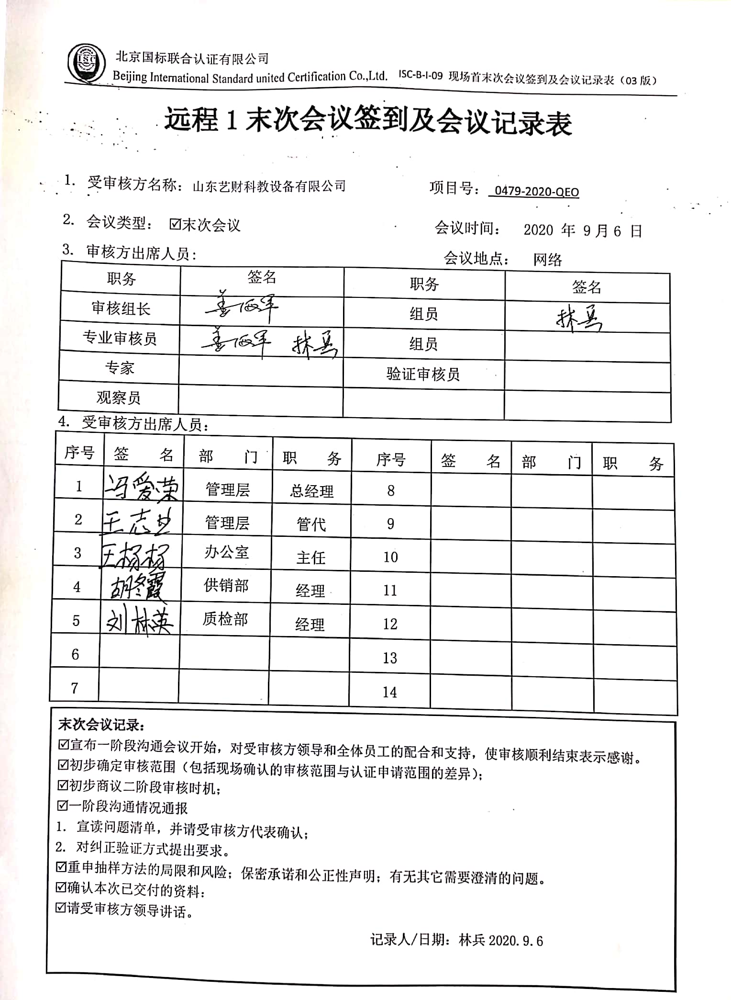 ISC
北京国标联合认证有限公司
Beijing International Standard united Certification Co.,Ltd. ISC-B-I-09 现场首末次会议签到及会议记录表（03 版）
远程 1 末次会议签到及会议记录表
1. 受审核方名称：山东艺财科教设备有限公司 项目号： 0479-2020-QEO
2. 会议类型： ☑末次会议 会议时间： 2020 年 9 月 6 日
3. 审核方出席人员： 会议地点： 网络
职务 签名 职务 签名
审核组长 姜海军 组员 林兵
专业审核员 姜海军 林兵 组员
专家 验证审核员
观察员
4. 受审核方出席人员：
序号 签 名 部 门 职 务 序号 签 名 部 门 职 务
1 冯爱荣 管理层 总经理 8
2 王志 管理层 管代 9
3 王杨杨 办公室 主任 10
4 胡冬霞 供销部 经理 11
5 刘林英 质检部 经理 12
6 13
7 14
末次会议记录：
☑宣布一阶段沟通会议开始，对受审核方领导和全体员工的配合和支持，使审核顺利结束表示感谢。
☑初步确定审核范围（包括现场确认的审核范围与认证申请范围的差异）；
☑初步商议二阶段审核时机；
☑一阶段沟通情况通报
1. 宣读问题清单，并请受审核方代表确认；
2. 对纠正验证方式提出要求。
☑重申抽样方法的局限和风险；保密承诺和公正性声明；有无其它需要澄清的问题。
☑确认本次已交付的资料：
☑请受审核方领导讲话。
记录人/日期：林兵 2020.9.6